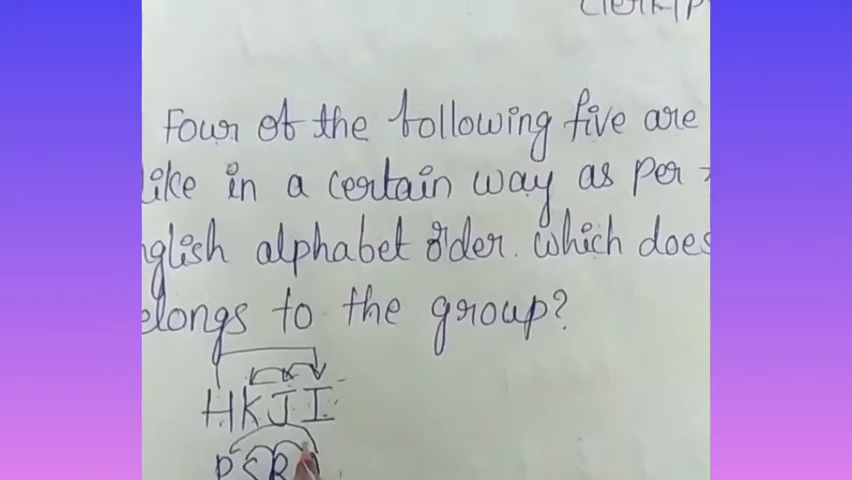 Four of the following five are
like in a certain way as per
nglish alphabet order. which does
elongs to the group?
HKJI